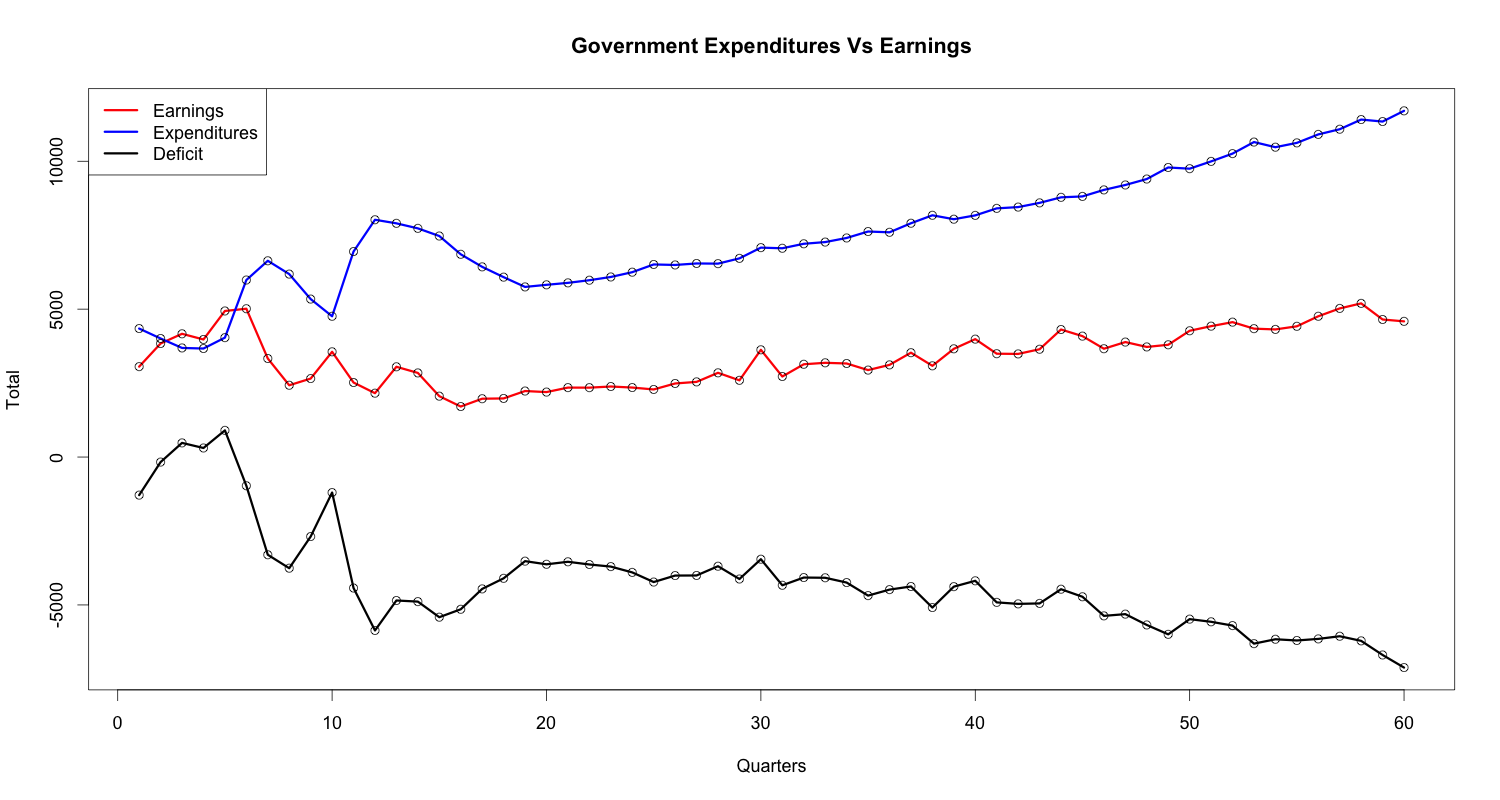 Government Expenditures Vs Earnings
Earnings
Expenditures
Deficit
10000
5000
0
-5000
Total
0 10 20 30 40 50 60
Quarters